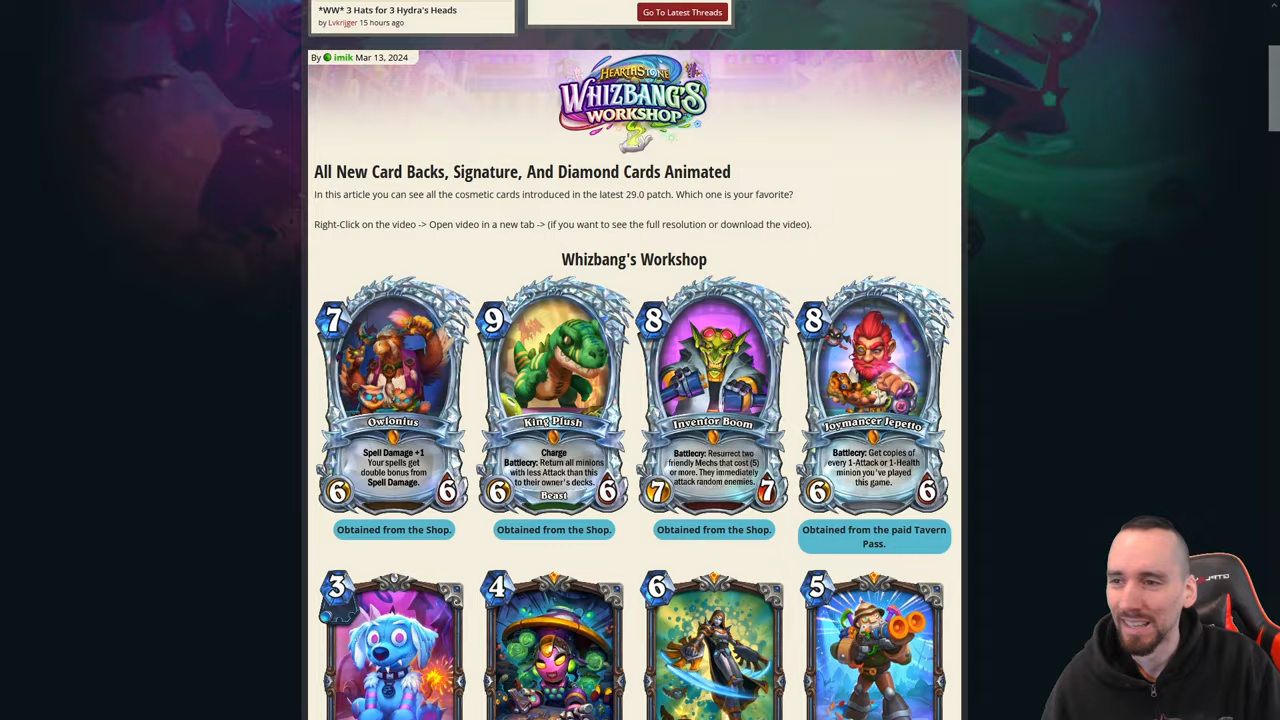 *WW* 3 Hats for 3 Hydra's Heads
by Lvkrijger 15 hours ago
Go To Latest Threads
By imik Mar 13, 2024
HEARTHSTONE
WHIZBANG'S
WORKSHOP
All New Card Backs, Signature, And Diamond Cards Animated
In this article you can see all the cosmetic cards introduced in the latest 29.0 patch. Which one is your favorite?
Right-Click on the video -> Open video in a new tab -> (if you want to see the full resolution or download the video).
Whizbang's Workshop
7
Owlonius
Spell Damage +1
Your spells get
double bonus from
Spell Damage.
6 6
Obtained from the Shop.
9
King Plush
Charge
Battlecry: Return all minions
with less Attack than this
to their owner's decks.
Beast
6 6
Obtained from the Shop.
8
Inventor Boom
Battlecry: Resurrect two
friendly Mechs that cost (5)
or more. They immediately
attack random enemies.
7 7
Obtained from the Shop.
8
Joymancer Jepetto
Battlecry: Get copies of
every 1-Attack or 1-Health
minion you've played
this game.
6 6
Obtained from the paid Tavern
Pass.
3 4 6 5